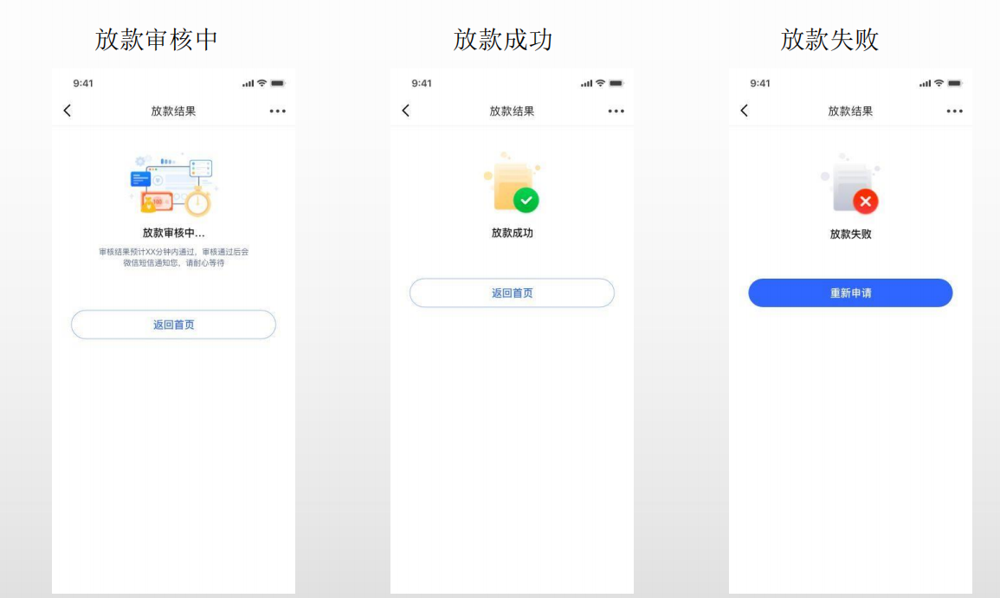 放款审核中
放款成功
放款失败
9:41
放款结果
放款审核中...
审核结果预计XX分钟内通过，审核通过后会
微信短信通知您，请耐心等待
返回首页
9:41
放款结果
放款成功
返回首页
9:41
放款结果
放款失败
重新申请